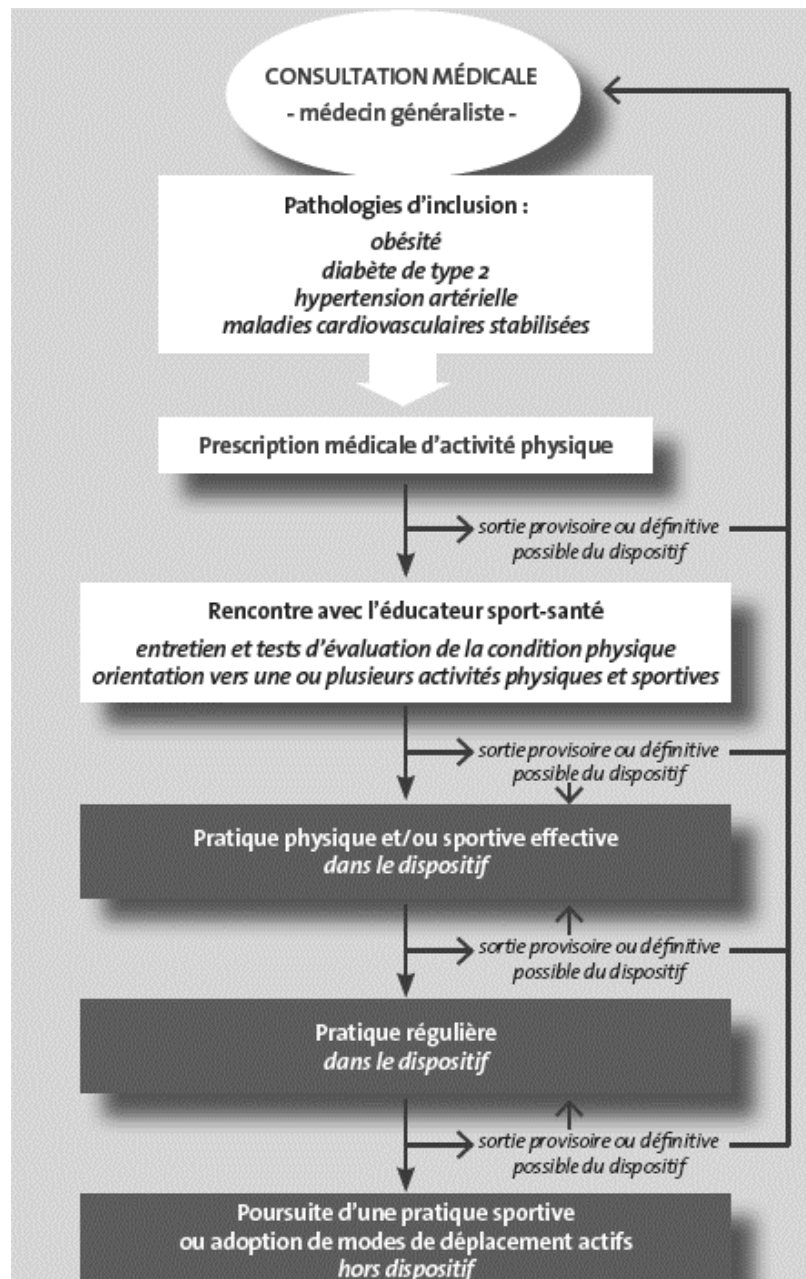 CONSULTATION MÉDICALE
- médecin généraliste -
Pathologies d’inclusion :
obésité
diabète de type 2
hypertension artérielle
maladies cardiovasculaires stabilisées
Prescription médicale d’activité physique
sortie provisoire ou définitive
possible du dispositif
Rencontre avec l’éducateur sport-santé
entretien et tests d’évaluation de la condition physique
orientation vers une ou plusieurs activités physiques et sportives
sortie provisoire ou définitive
possible du dispositif
Pratique physique et/ou sportive effective
dans le dispositif
sortie provisoire ou définitive
possible du dispositif
Pratique régulière
dans le dispositif
sortie provisoire ou définitive
possible du dispositif
Poursuite d’une pratique sportive
ou adoption de modes de déplacement actifs
hors dispositif